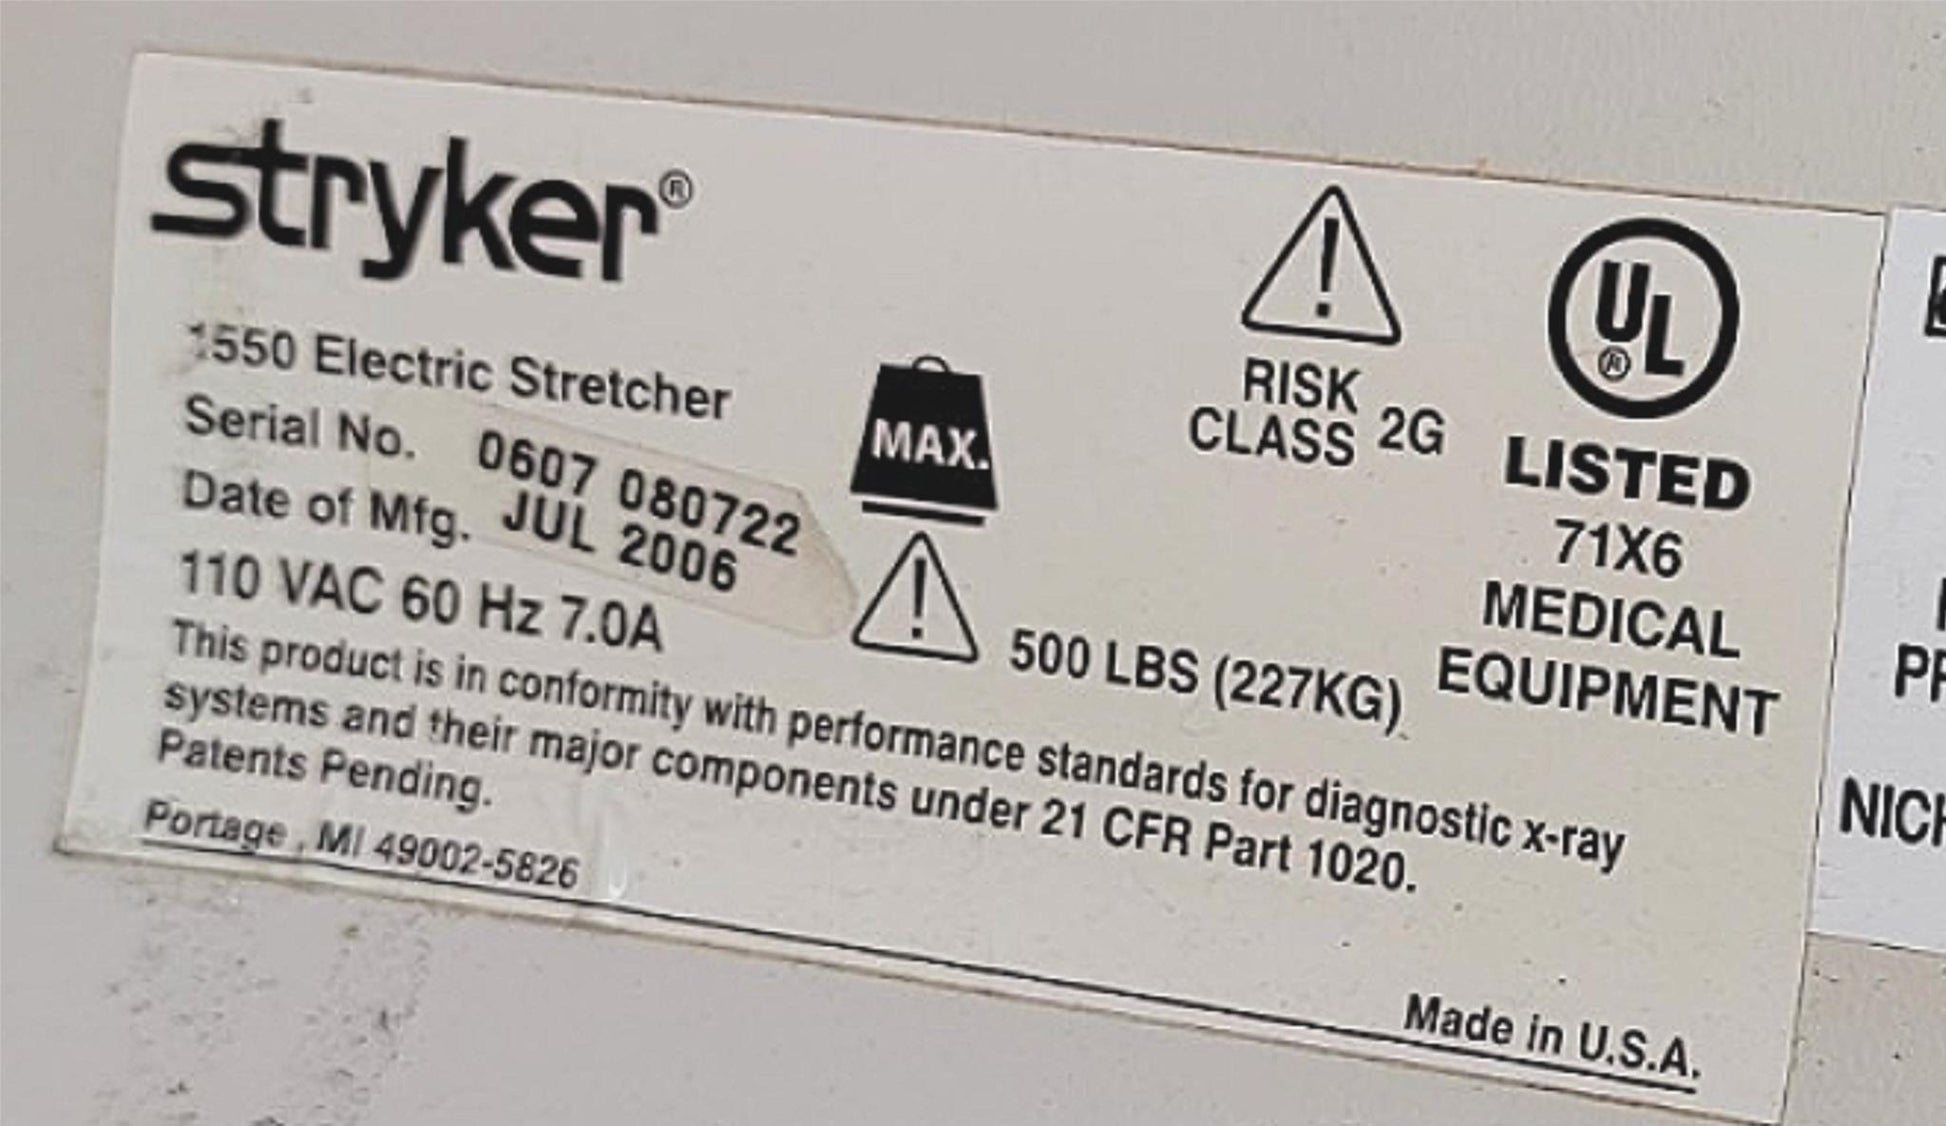 stryker®
1550 Electric Stretcher
Serial No. 0607 080722
Date of Mfg. JUL 2006
110 VAC 60 Hz 7.0A
MAX.
500 LBS (227KG)
RISK
CLASS 2G
UL®
LISTED
71X6
MEDICAL
EQUIPMENT
This product is in conformity with performance standards for diagnostic x-ray
systems and their major components under 21 CFR Part 1020.
Patents Pending.
Portage , MI 49002-5826
Made in U.S.A.